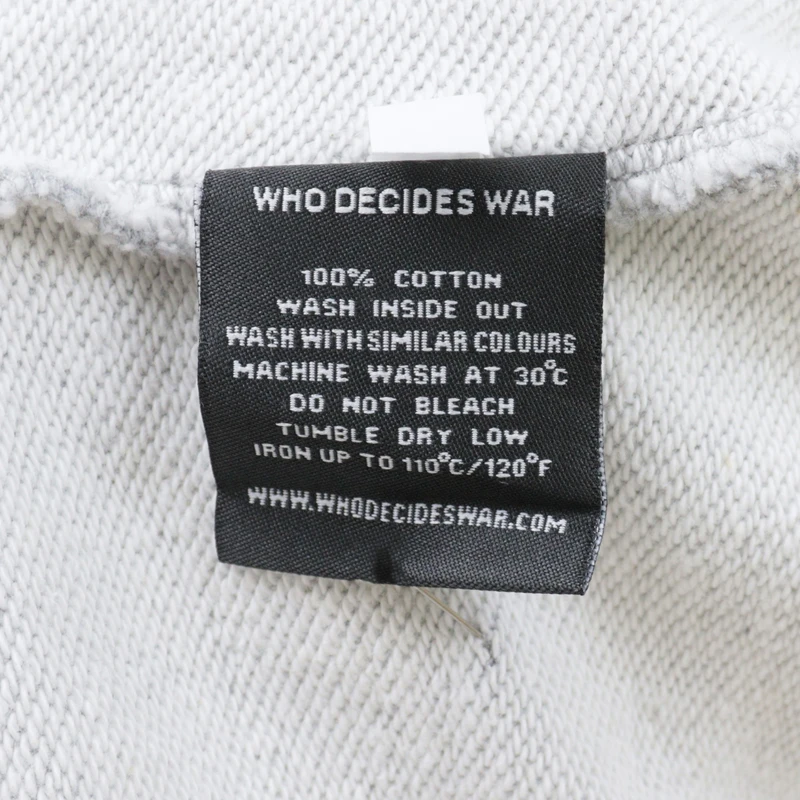 WHO DECIDES WAR
100% COTTON
WASH INSIDE OUT
WASH WITH SIMILAR COLOURS
MACHINE WASH AT 30°C
DO NOT BLEACH
TUMBLE DRY LOW
IRON UP TO 110°C/120°F
WWW.WHODECIDESWAR.COM